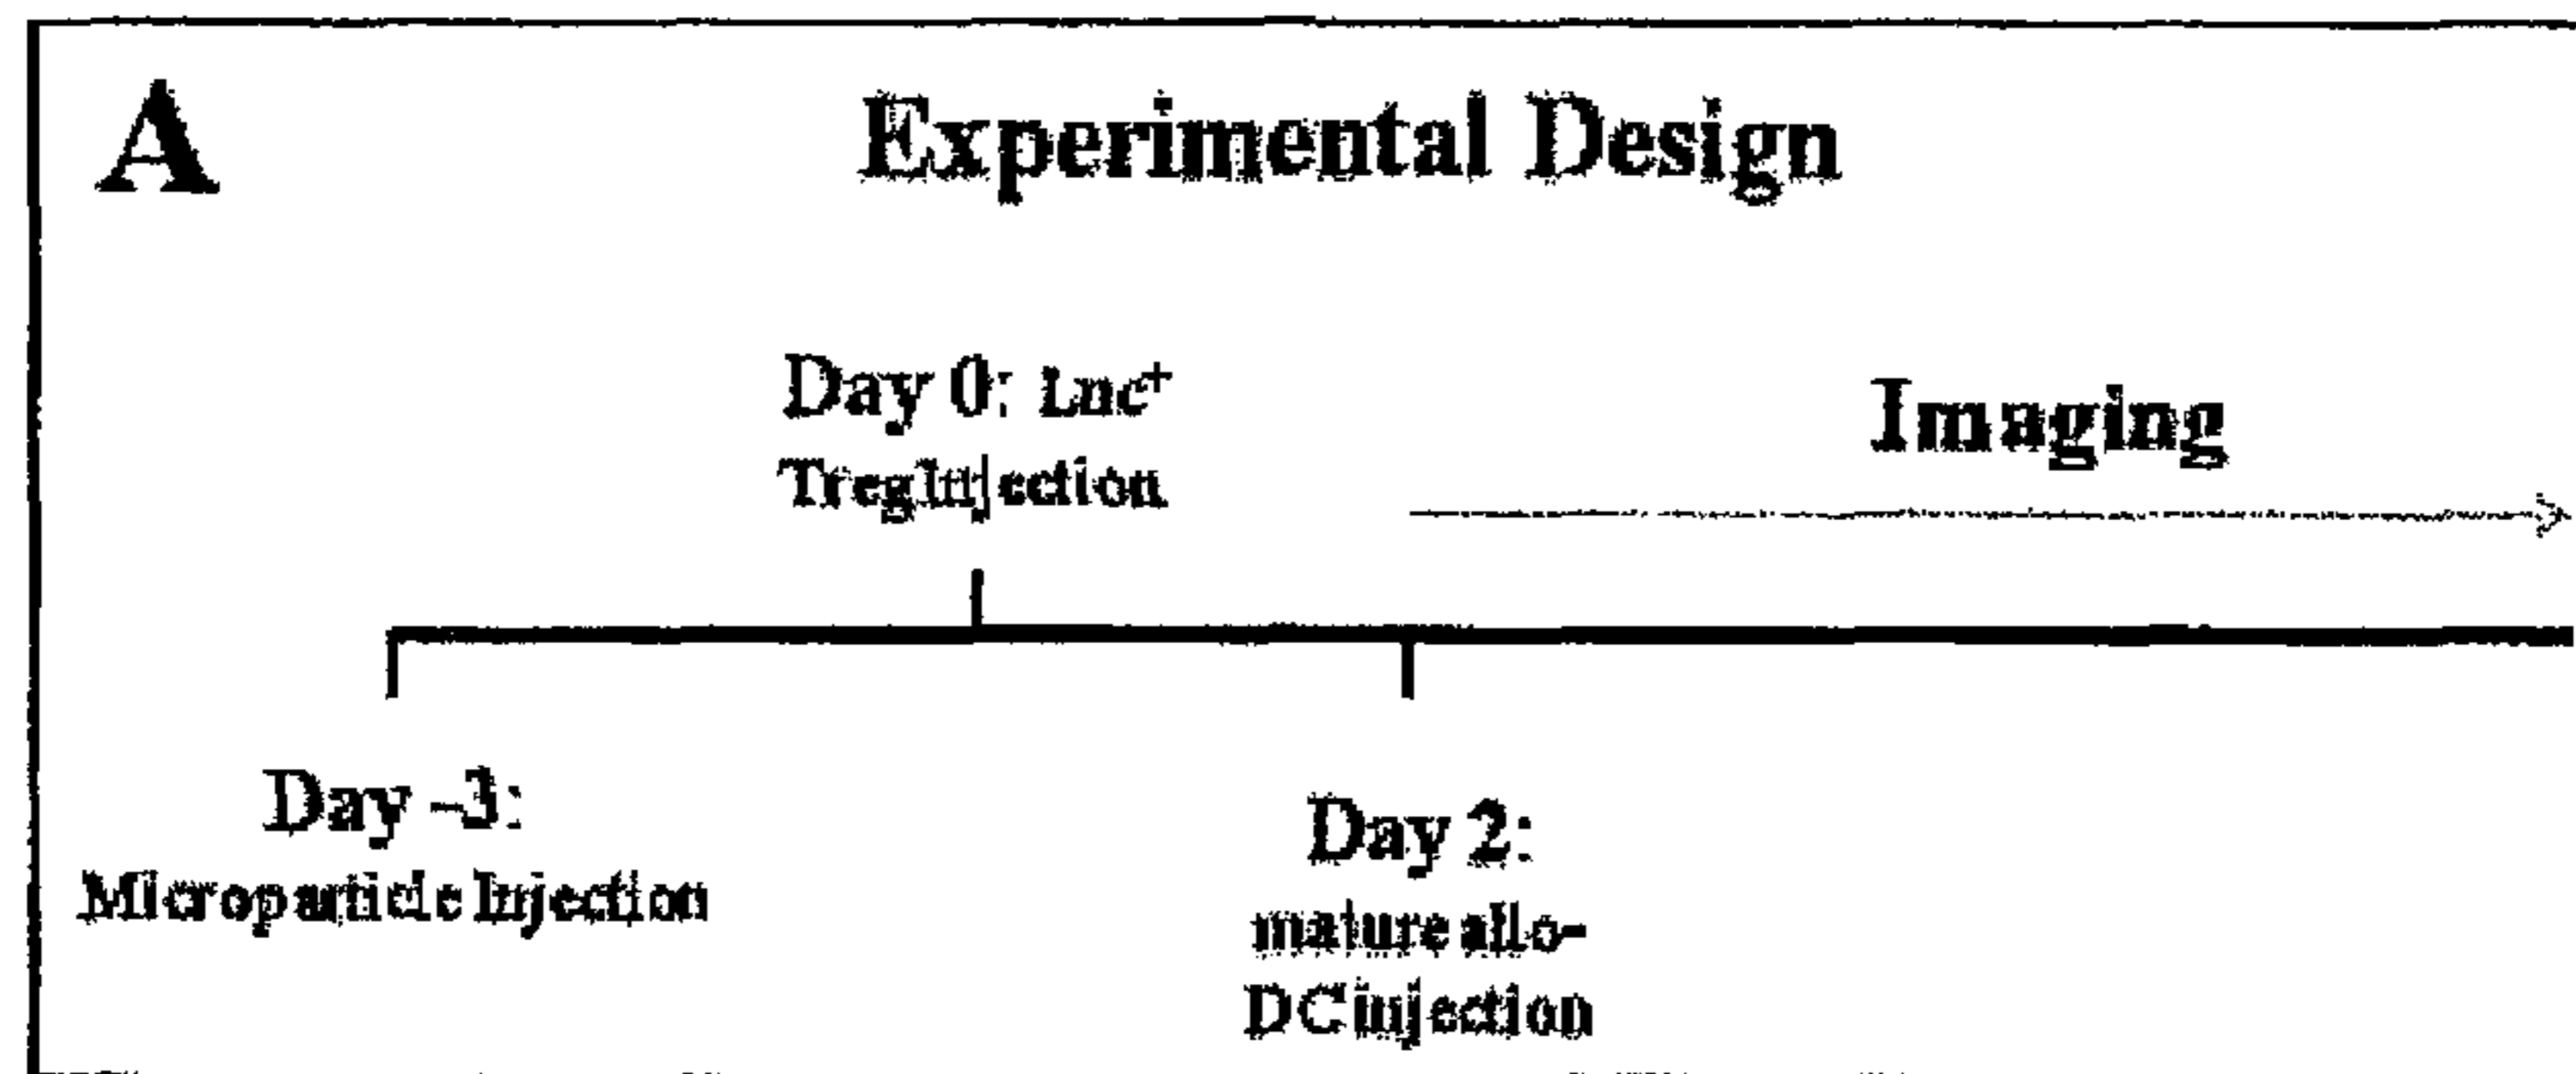 A
Experimental Design
Day 0: Luc⁺
Treg Injection
Imaging
Day -3:
Microparticle Injection
Day 2:
mature allo-
DC injection